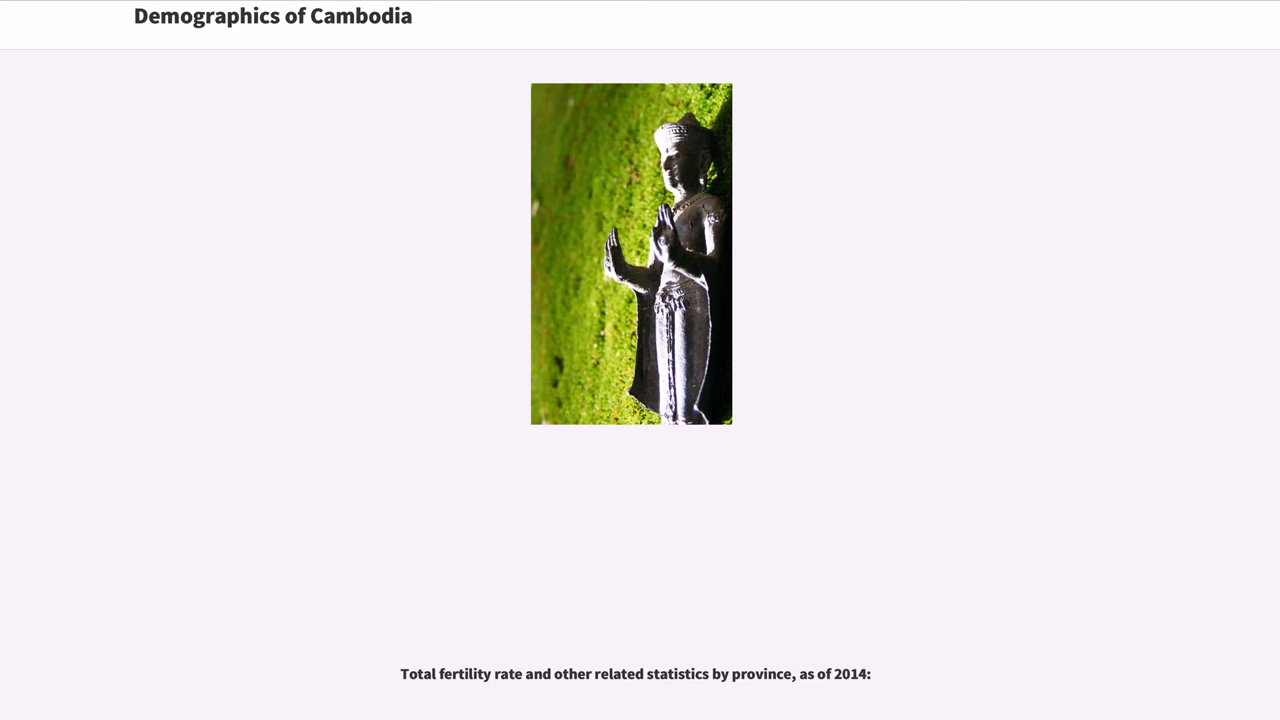 Demographics of Cambodia
Total fertility rate and other related statistics by province, as of 2014: